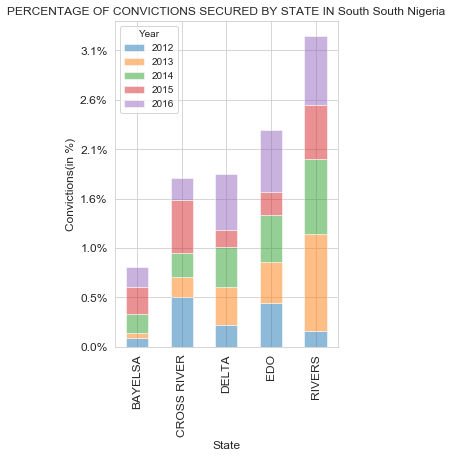 PERCENTAGE OF CONVICTIONS SECURED BY STATE IN South South Nigeria
Year
2012
2013
2014
2015
2016
3.1%
2.6%
2.1%
1.6%
1.0%
0.5%
0.0%
Convictions(in %)
BAYELSA
CROSS RIVER
DELTA
EDO
RIVERS
State